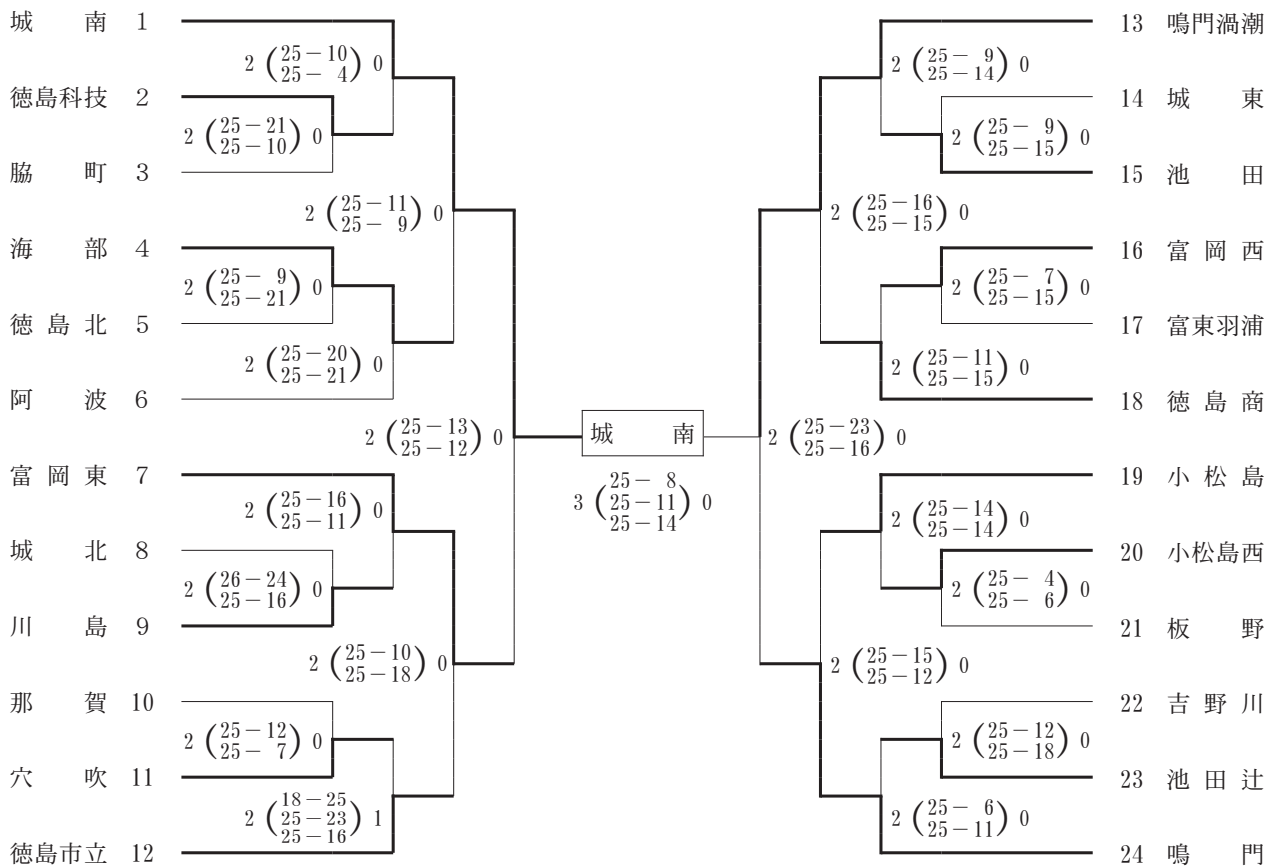 城南 1
2 (25-10 25-4) 0
徳島科技 2
2 (25-21 25-10) 0
脇町 3
2 (25-11 25-9) 0
海部 4
2 (25-9 25-21) 0
徳島北 5
2 (25-20 25-21) 0
阿波 6
2 (25-13 25-12) 0
富岡東 7
2 (25-16 25-11) 0
城北 8
2 (26-24 25-16) 0
川島 9
2 (25-10 25-18) 0
那賀 10
2 (25-12 25-7) 0
穴吹 11
2 (18-25 25-23 25-16) 1
徳島市立 12
城南
3 (25-8 25-11 25-14) 0
13 鳴門渦潮
2 (25-9 25-14) 0
14 城東
2 (25-9 25-15) 0
15 池田
2 (25-16 25-15) 0
16 富岡西
2 (25-7 25-15) 0
17 富東羽浦
2 (25-11 25-15) 0
18 徳島商
2 (25-23 25-16) 0
19 小松島
2 (25-14 25-14) 0
20 小松島西
2 (25-4 25-6) 0
21 板野
2 (25-15 25-12) 0
22 吉野川
2 (25-12 25-18) 0
23 池田辻
2 (25-6 25-11) 0
24 鳴門